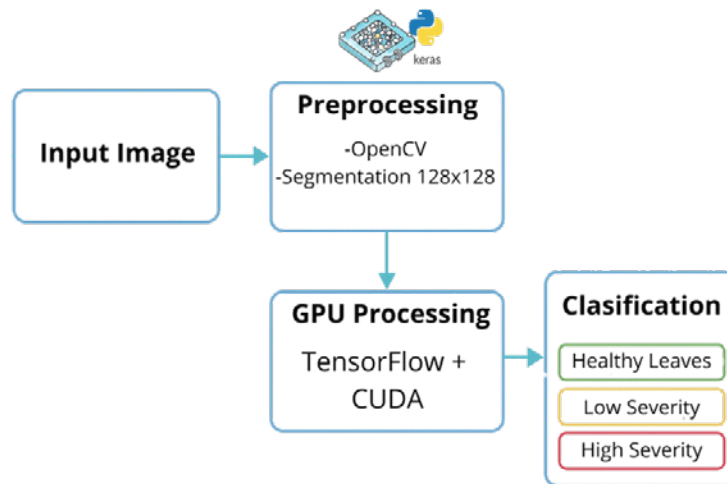 keras
Input Image
Preprocessing
-OpenCV
-Segmentation 128x128
GPU Processing
TensorFlow +
CUDA
Clasification
Healthy Leaves
Low Severity
High Severity